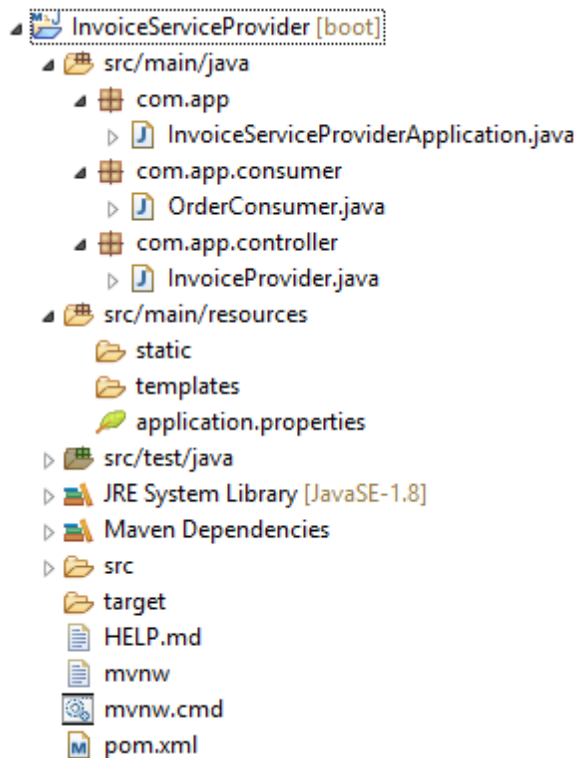 InvoiceServiceProvider [boot]
src/main/java
com.app
InvoiceServiceProviderApplication.java
com.app.consumer
OrderConsumer.java
com.app.controller
InvoiceProvider.java
src/main/resources
static
templates
application.properties
src/test/java
JRE System Library [JavaSE-1.8]
Maven Dependencies
src
target
HELP.md
mvnw
mvnw.cmd
pom.xml